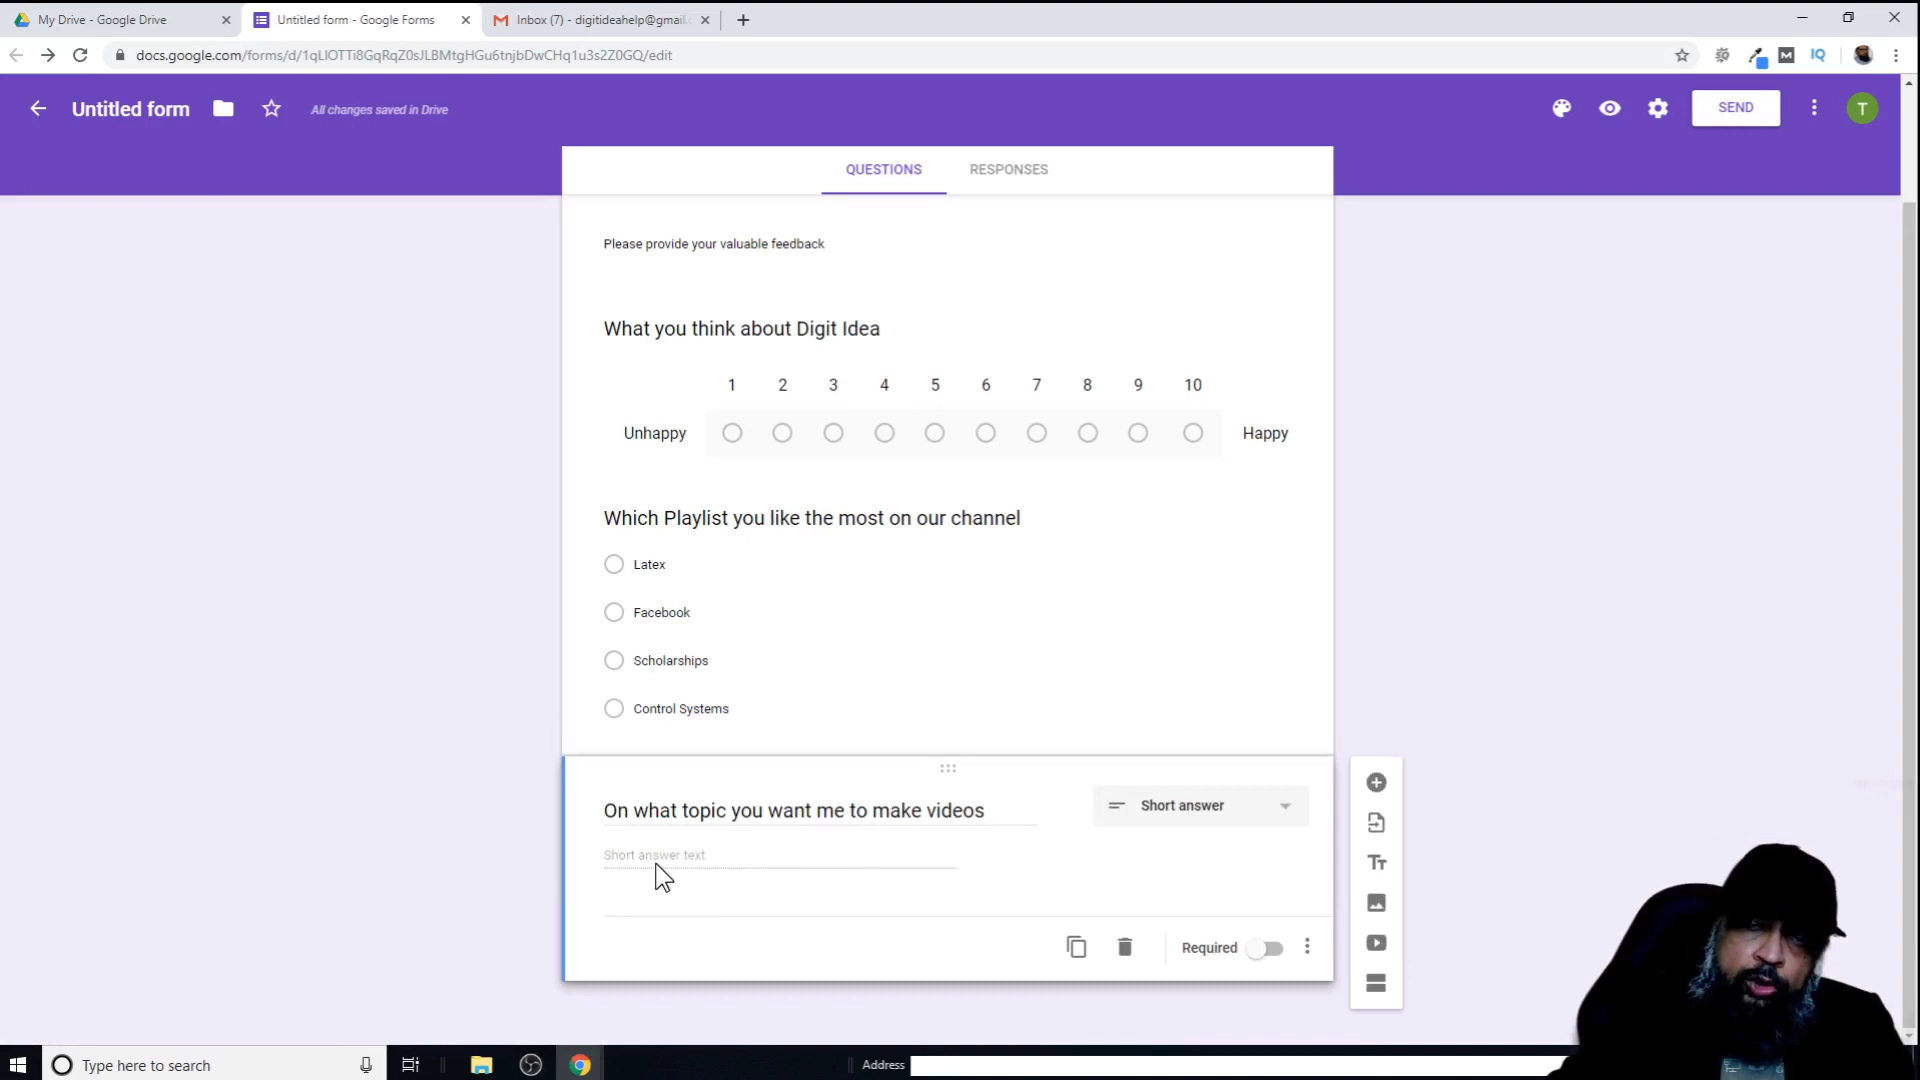 My Drive - Google Drive
Untitled form - Google Forms
Inbox (7) - digitideahelp@gmail.
docs.google.com/forms/d/1qLlOTTi8GqRqZ0sJLBMtgHGu6tnjbDwCHq1u3s2Z0GQ/edit
M
IQ
Untitled form
All changes saved in Drive
SEND
T
QUESTIONS
RESPONSES
Please provide your valuable feedback
What you think about Digit Idea
1 2 3 4 5 6 7 8 9 10
Unhappy
Happy
Which Playlist you like the most on our channel
Latex
Facebook
Scholarships
Control Systems
On what topic you want me to make videos
Short answer
Short answer text
Tт
Required
Type here to search
Address